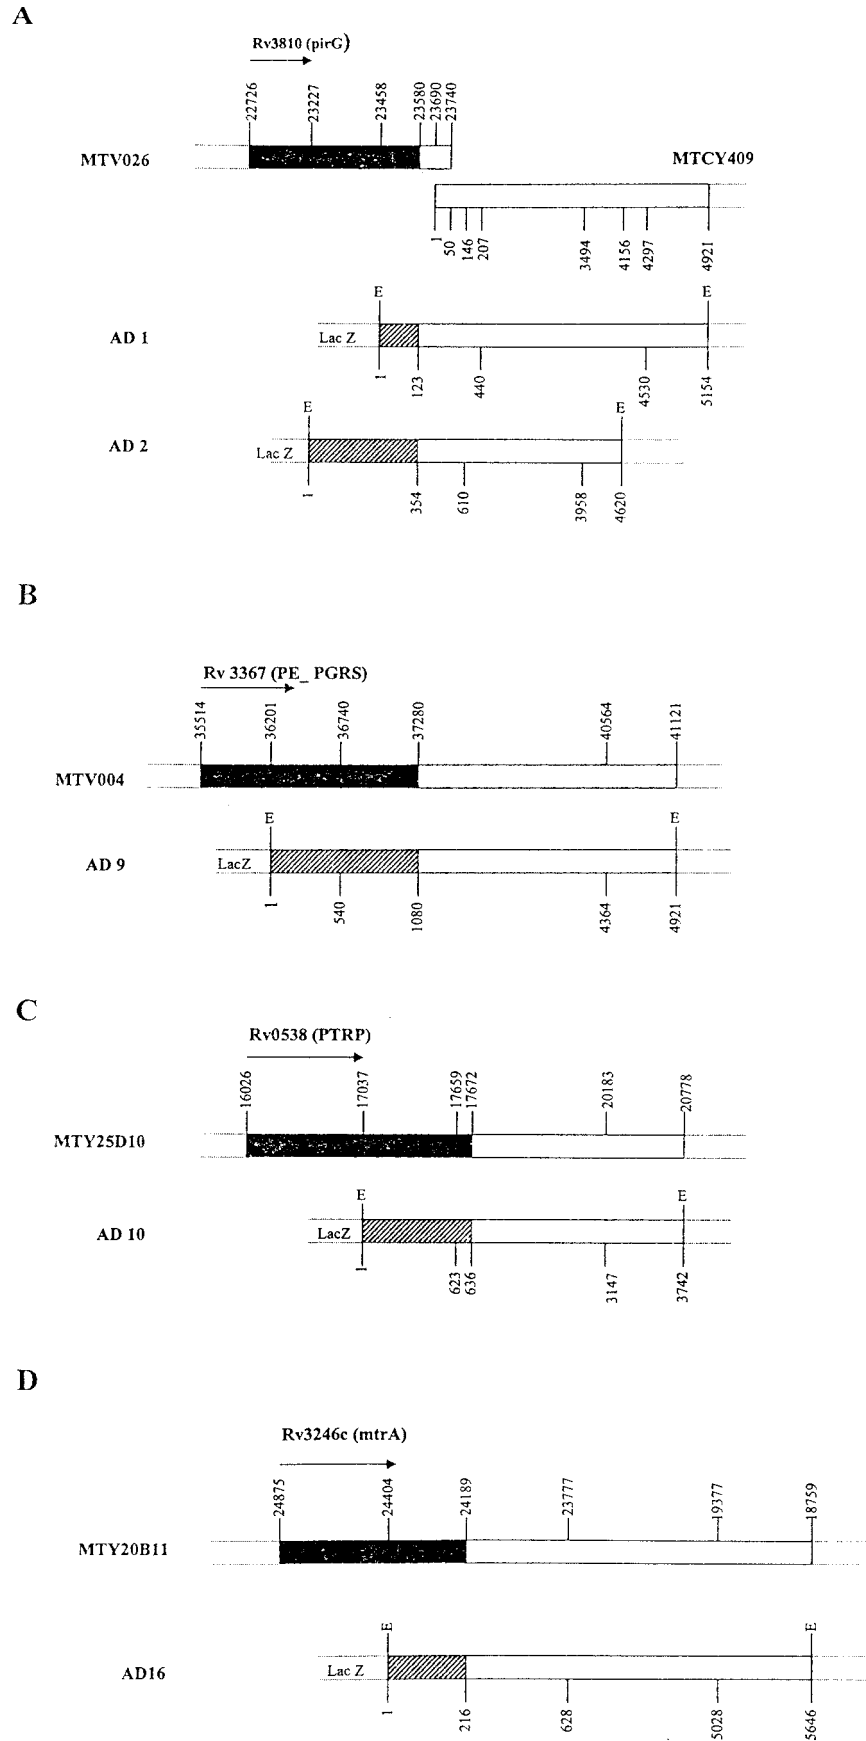 A
Rv3810 (pirG)
22726 23227 23458 23580 23690 23740
MTV026
MTCY409
1 50 146 207 3494 4156 4297 4921
E E
AD 1 Lac Z
1 123 440 4530 5154
E E
AD 2 Lac Z
1 354 610 3958 4620
B
Rv 3367 (PE_ PGRS)
35514 36201 36740 37280 40564 41121
MTV004
E E
AD 9 LacZ
1 540 1080 4364 4921
C
Rv0538 (PTRP)
16026 17037 17659 17672 20183 20778
MTY25D10
E E
AD 10 LacZ
1 623 636 3147 3742
D
Rv3246c (mtrA)
24875 24404 24189 23777 19377 18759
MTY20B11
E E
AD16 Lac Z
1 216 628 5028 5646